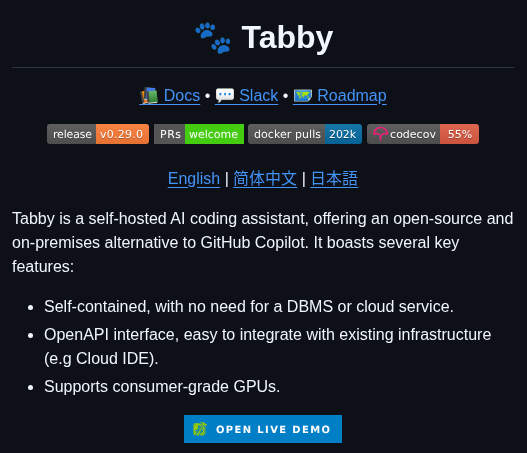 🐾 Tabby
📚 Docs • 💬 Slack • 🗺️ Roadmap
release v0.29.0 PRs welcome docker pulls 202k codecov 55%
English | 简体中文 | 日本語
Tabby is a self-hosted AI coding assistant, offering an open-source and
on-premises alternative to GitHub Copilot. It boasts several key
features:
• Self-contained, with no need for a DBMS or cloud service.
• OpenAPI interface, easy to integrate with existing infrastructure
(e.g Cloud IDE).
• Supports consumer-grade GPUs.
OPEN LIVE DEMO